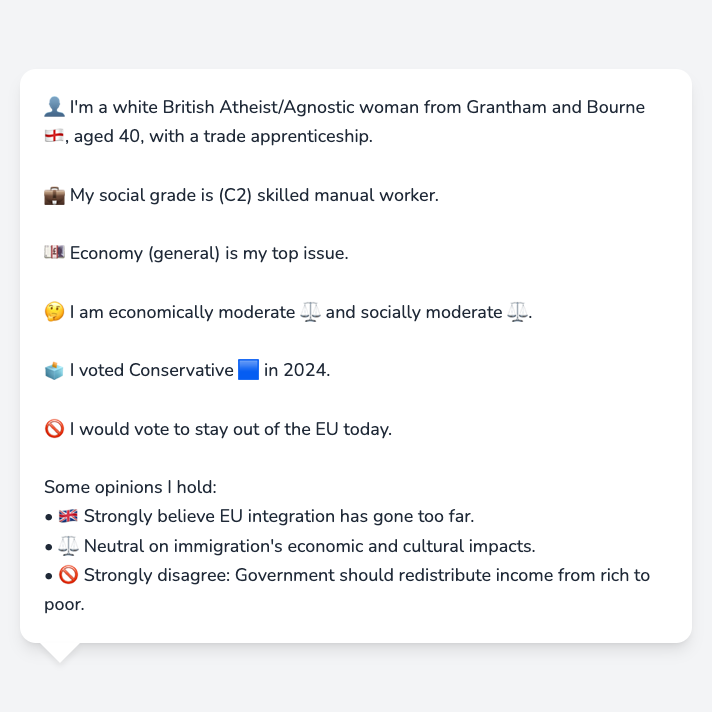 👤 I'm a white British Atheist/Agnostic woman from Grantham and Bourne
🏴󠁧󠁢󠁥󠁮󠁧󠁿, aged 40, with a trade apprenticeship.
💼 My social grade is (C2) skilled manual worker.
💷 Economy (general) is my top issue.
🤔 I am economically moderate ⚖️ and socially moderate ⚖️.
🗳️ I voted Conservative 🟦 in 2024.
🚫 I would vote to stay out of the EU today.
Some opinions I hold:
• 🇬🇧 Strongly believe EU integration has gone too far.
• ⚖️ Neutral on immigration's economic and cultural impacts.
• 🚫 Strongly disagree: Government should redistribute income from rich to
poor.